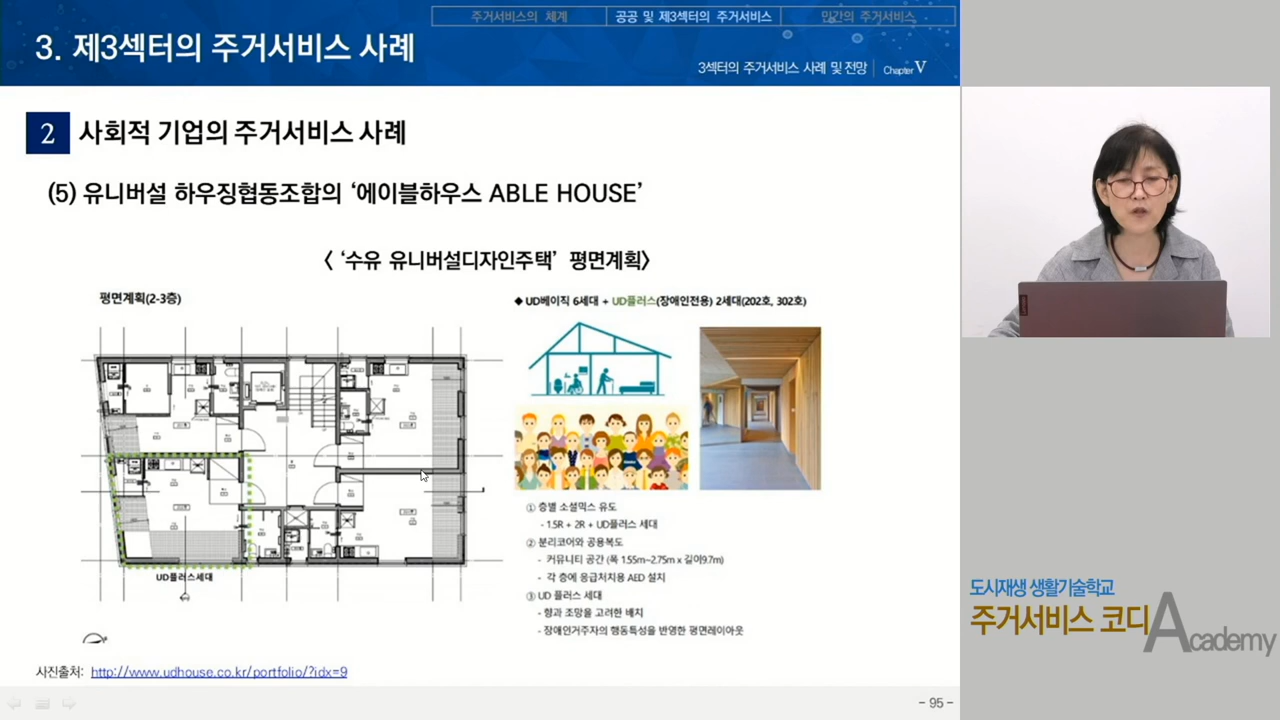 주거서비스의 체계
공공 및 제3섹터의 주거서비스
민간의 주거서비스
3. 제3섹터의 주거서비스 사례
3섹터의 주거서비스 사례 및 전망
Chapter V
2 사회적 기업의 주거서비스 사례
(5) 유니버설 하우징협동조합의 ‘에이블하우스 ABLE HOUSE’
< ‘수유 유니버설디자인주택’ 평면계획>
평면계획(2-3층)
◆ UD베이직 6세대 + UD플러스(장애인전용) 2세대(202호, 302호)
① 층별 소셜믹스 유도
- 1.5R + 2R + UD플러스 세대
② 분리코어와 공용복도
- 커뮤니티 공간 (폭 1.55m~2.75m x 길이9.7m)
- 각 층에 응급처치용 AED 설치
③ UD 플러스 세대
- 향과 조망을 고려한 배치
- 장애인거주자의 행동특성을 반영한 평면레이아웃
UD플러스세대
사진출처: http://www.udhouse.co.kr/portfolio/?idx=9
- 95 -
도시재생 생활기술학교
주거서비스 코디 Academy